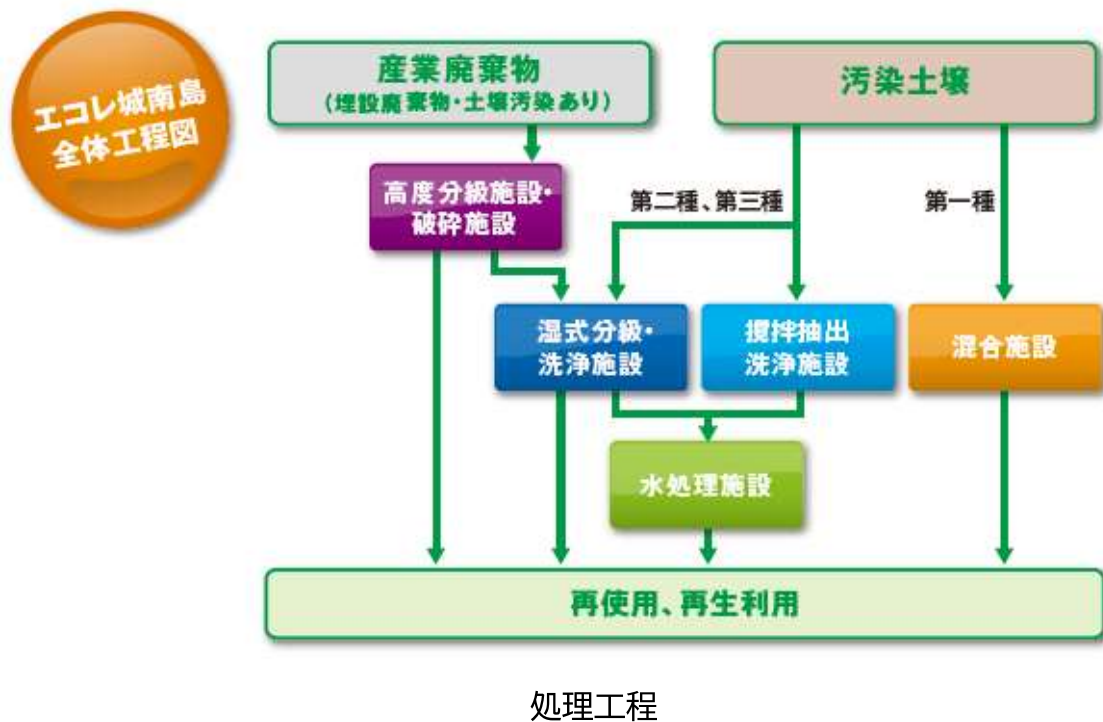 エコレ城南島
全体工程図
産業廃棄物
(埋設廃棄物・土壌汚染あり)
汚染土壌
高度分級施設・
破砕施設
第二種、第三種
第一種
湿式分級・
洗浄施設
攪拌抽出
洗浄施設
混合施設
水処理施設
再使用、再生利用
処理工程